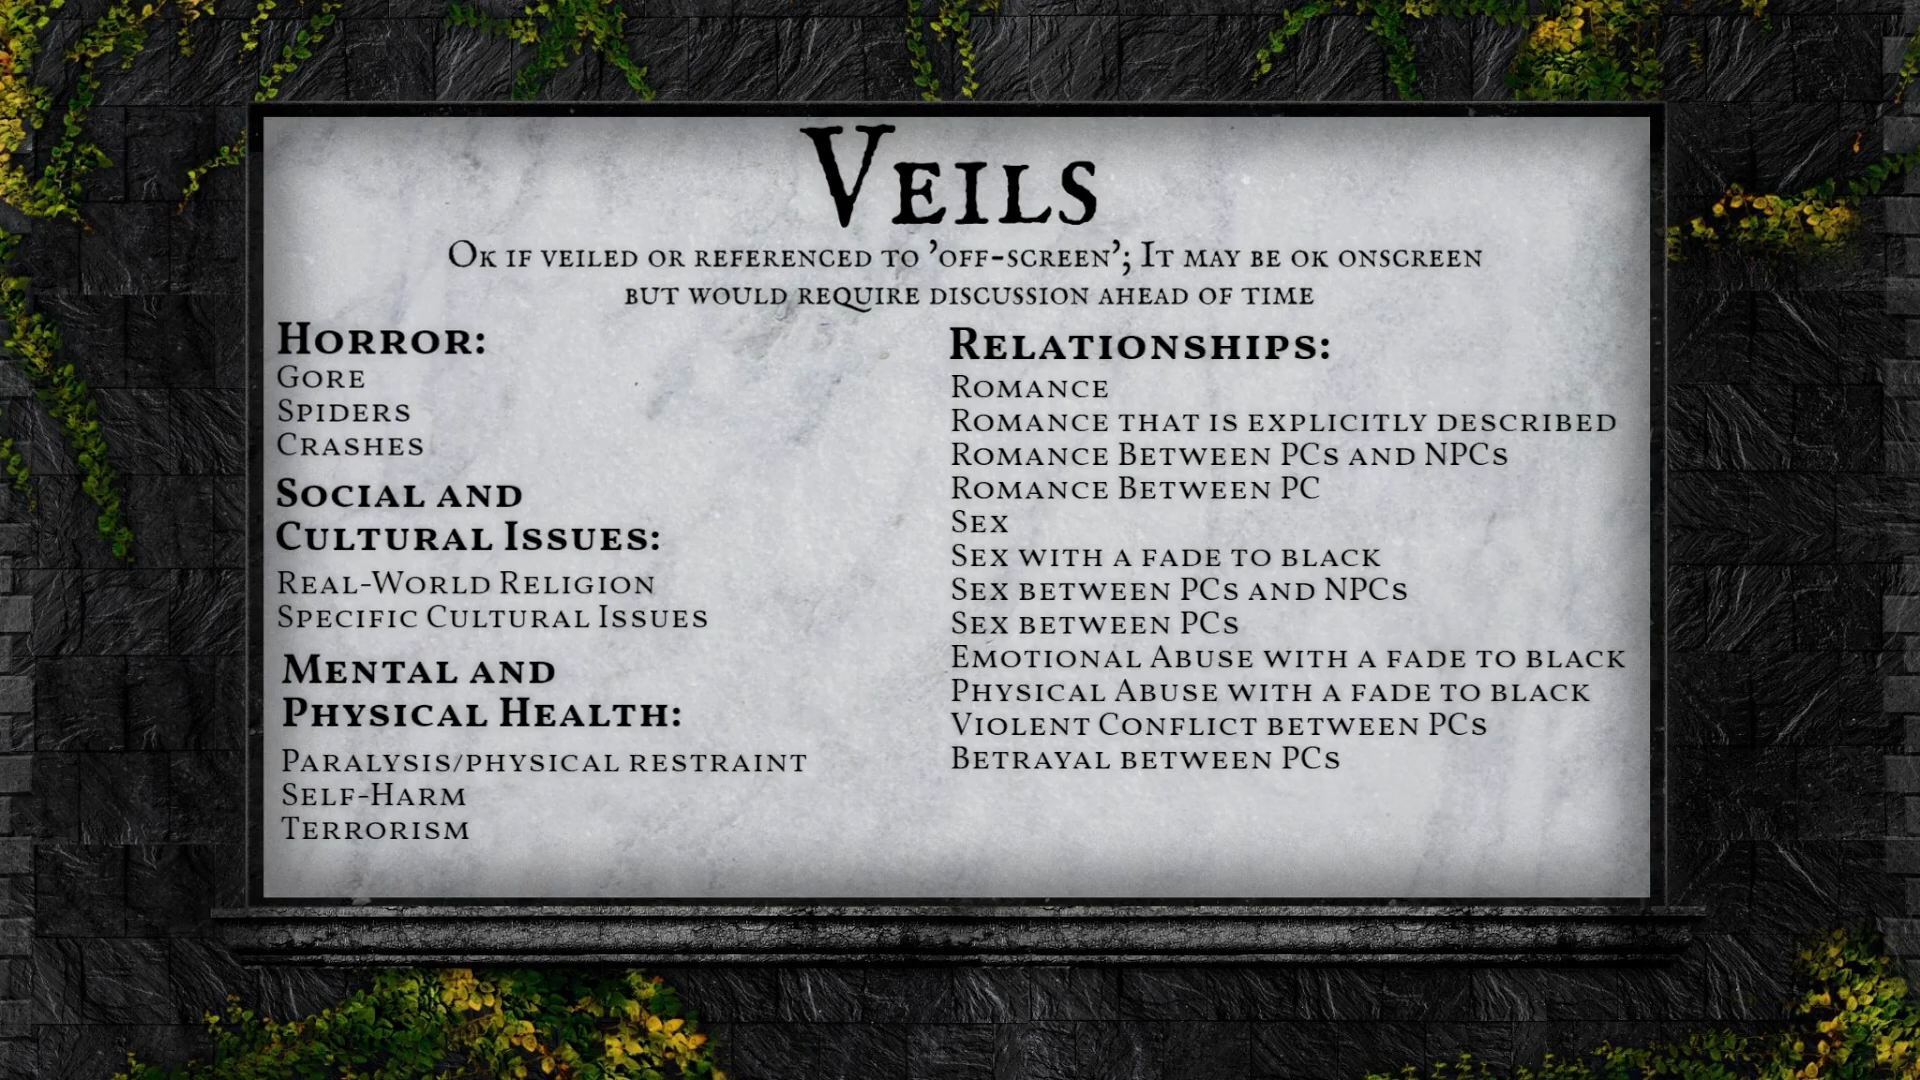 Veils
Ok if veiled or referenced to 'off-screen'; It may be ok onscreen
but would require discussion ahead of time
Horror:
Gore
Spiders
Crashes
Social and
Cultural Issues:
Real-World Religion
Specific Cultural Issues
Mental and
Physical Health:
Paralysis/physical restraint
Self-Harm
Terrorism
Relationships:
Romance
Romance that is explicitly described
Romance Between PCs and NPCs
Romance Between PC
Sex
Sex with a fade to black
Sex between PCs and NPCs
Sex between PCs
Emotional Abuse with a fade to black
Physical Abuse with a fade to black
Violent Conflict between PCs
Betrayal between PCs